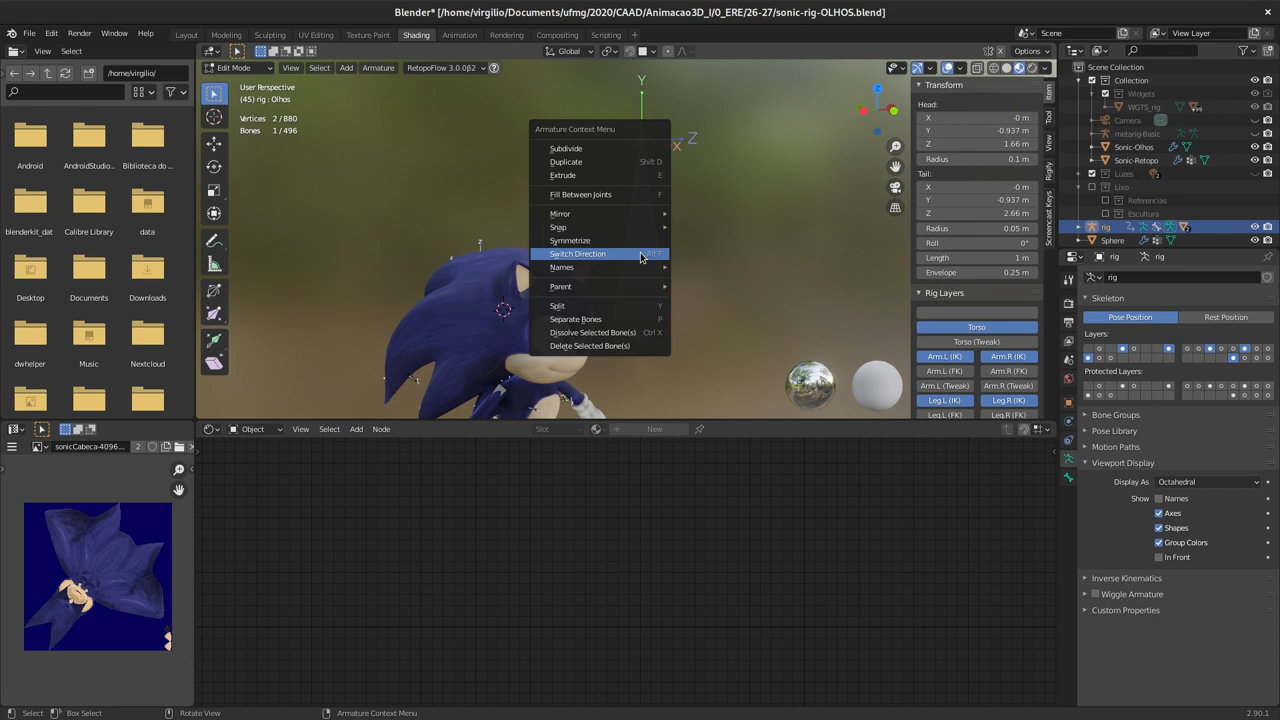 Blender* [/home/virgilio/Documents/ufmg/2020/CAAD/Animacao3D_I/0_ERE/26-27/sonic-rig-OLHOS.blend]
File Edit Render Window Help
Layout Modeling Sculpting UV Editing Texture Paint Shading Animation Rendering Compositing Scripting
Scene
View Layer
View Select
Global
Options
/home/virgilio/
Edit Mode View Select Add Armature RetopoFlow 3.0.0β2
User Perspective
(45) rig : Olhos
Vertices 2 / 880
Bones 1 / 496
Y
Z
X
z
Z
Android
AndroidStudio...
Biblioteca do ...
blenderkit_dat
Calibre Library
data
Desktop
Documents
Downloads
dwhelper
Music
Nextcloud
Armature Context Menu
Subdivide
Duplicate Shift D
Extrude E
Fill Between Joints F
Mirror
Snap
Symmetrize
Switch Direction Alt F
Names
Parent
Split Y
Separate Bones P
Dissolve Selected Bone(s) Ctrl X
Delete Selected Bone(s)
Transform
Head:
X -0 m
Y -0.937 m
Z 1.66 m
Radius 0.1 m
Tail:
X -0 m
Y -0.937 m
Z 2.66 m
Radius 0.05 m
Roll 0°
Length 1 m
Envelope 0.25 m
Rig Layers
Torso
Torso (Tweak)
Arm.L (IK) Arm.R (IK)
Arm.L (FK) Arm.R (FK)
Arm.L (Tweak) Arm.R (Tweak)
Leg.L (IK) Leg.R (IK)
Leg.L (FK) Leg.R (FK)
Item
Tool
View
Rigify
Screencast Keys
Scene Collection
Collection
Widgets
WGTS_rig
Camera
metarig-Basic
Sonic-Olhos
Sonic-Retopo
Luzes
Lixo
Referencias
Escultura
rig
Sphere
rig rig
rig
Skeleton
Pose Position Rest Position
Layers:
Protected Layers:
Bone Groups
Pose Library
Motion Paths
Viewport Display
Display As Octahedral
Show Names
Axes
Shapes
Group Colors
In Front
Inverse Kinematics
Wiggle Armature
Custom Properties
Object View Select Add Node Slot New
sonicCabeca-4096... 2
Select Box Select Rotate View Armature Context Menu 2.90.1